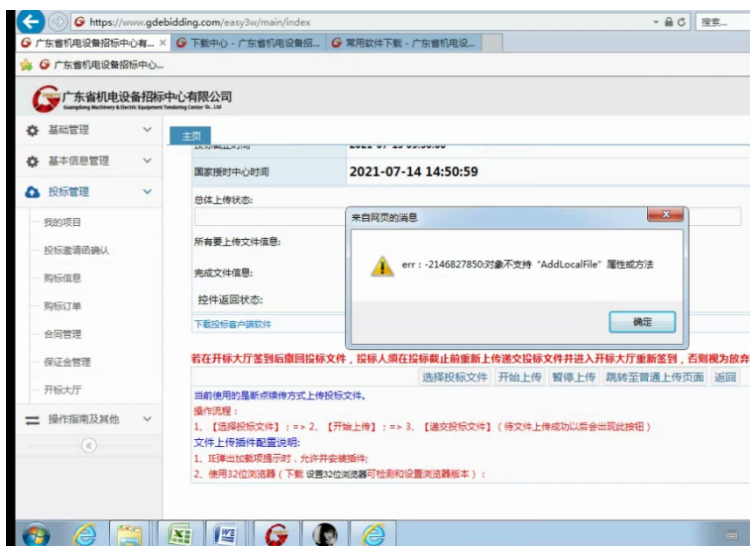 https://www.gdebidding.com/easy3w/main/index
搜索...
广东省机电设备招标中心有...
下载中心 - 广东省机电设备招...
常用软件下载 - 广东省机电设...
广东省机电设备招标中心...
广东省机电设备招标中心有限公司
Guangdong Machinery & Electric Equipment Tendering Center Co., Ltd
基础管理
主页
基本信息管理
国家授时中心时间
2021-07-14 14:50:59
投标管理
总体上传状态:
我的项目
来自网页的消息
投标邀请函确认
所有要上传文件信息:
err : -2146827850:对象不支持“AddLocalFile”属性或方法
购标信息
完成文件信息:
购标订单
控件返回状态:
合同管理
下载投标客户端软件
确定
保证金管理
若在开标大厅签到后撤回投标文件，投标人须在投标截止前重新上传递交投标文件并进入开标大厅重新签到，否则视为放弃
选择投标文件 开始上传 暂停上传 跳转至普通上传页面 返回
开标大厅
当前使用的是断点续传方式上传投标文件。
操作流程：
操作指南及其他
1、【选择投标文件】；=> 2、【开始上传】；=> 3、【递交投标文件】（待文件上传成功以后会出现此按钮）
文件上传插件配置说明:
1、IE弹出加载项提示时，允许并安装插件;
2、使用32位浏览器（下载 设置32位浏览器可检测和设置浏览器版本）；